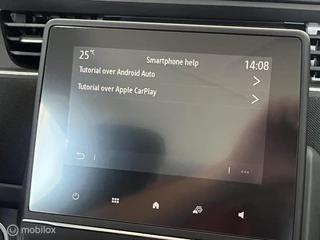 25°C
Smartphone help
14:08
Tutorial over Android Auto
Tutorial over Apple CarPlay
mobilox